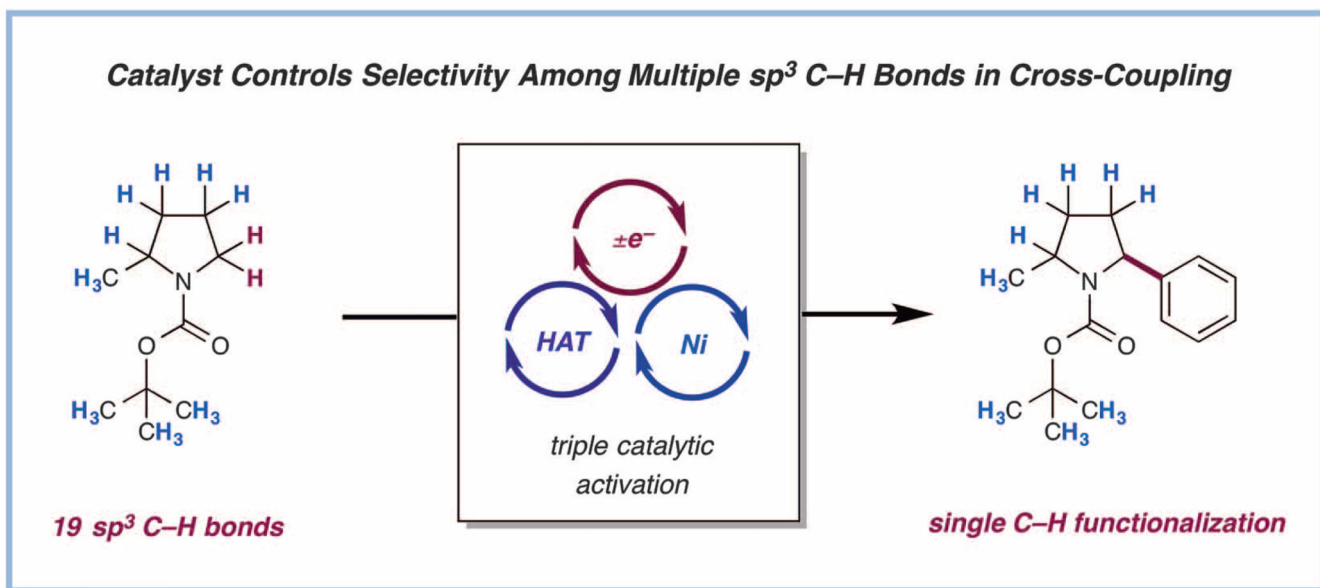 Catalyst Controls Selectivity Among Multiple sp³ C–H Bonds in Cross-Coupling
H H
H H
H H
H₃C N H
O O
H₃C CH₃
CH₃
19 sp³ C–H bonds
±e⁻
HAT Ni
triple catalytic
activation
H H
H H
H
H₃C N
O O
H₃C CH₃
CH₃
single C–H functionalization